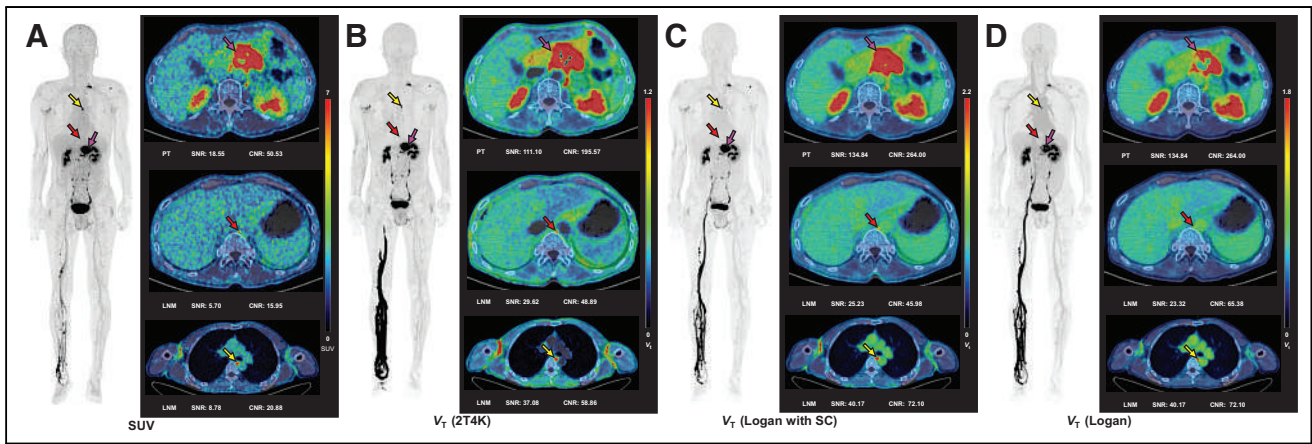 A
7
PT SNR: 18.55 CNR: 50.53
LNM SNR: 5.70 CNR: 15.95
0
SUV
LNM SNR: 8.78 CNR: 20.88
SUV
B
1.2
PT SNR: 111.10 CNR: 195.57
LNM SNR: 29.62 CNR: 48.89
0
Vt
LNM SNR: 37.08 CNR: 58.86
VT (2T4K)
C
2.2
PT SNR: 134.84 CNR: 264.00
LNM SNR: 25.23 CNR: 45.98
0
Vt
LNM SNR: 40.17 CNR: 72.10
VT (Logan with SC)
D
1.8
PT SNR: 134.84 CNR: 264.00
LNM SNR: 23.32 CNR: 65.38
0
Vt
LNM SNR: 40.17 CNR: 72.10
VT (Logan)